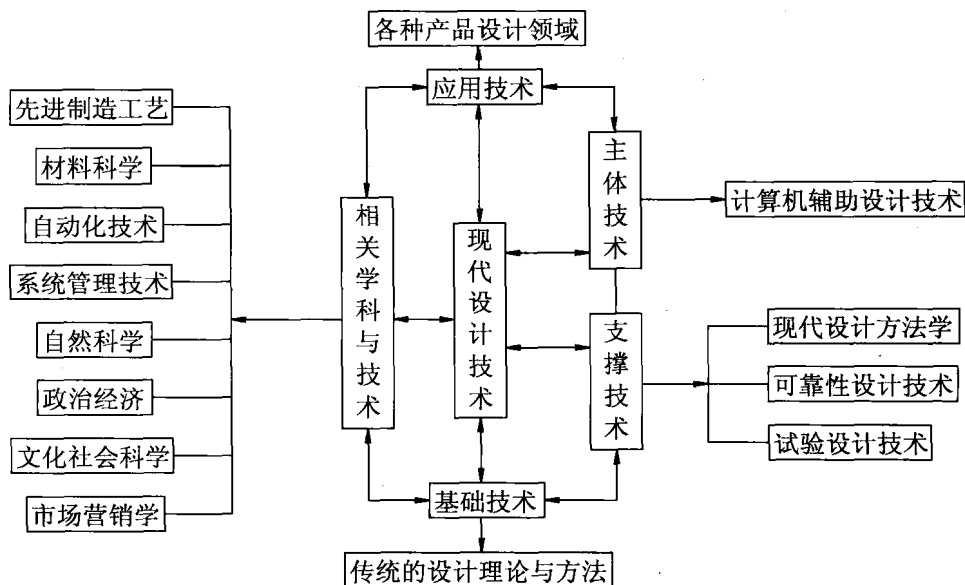 各种产品设计领域
应用技术
先进制造工艺
材料科学
自动化技术
系统管理技术
自然科学
政治经济
文化社会科学
市场营销学
相关学科与技术
现代设计技术
主体技术
支撑技术
计算机辅助设计技术
现代设计方法学
可靠性设计技术
试验设计技术
基础技术
传统的设计理论与方法